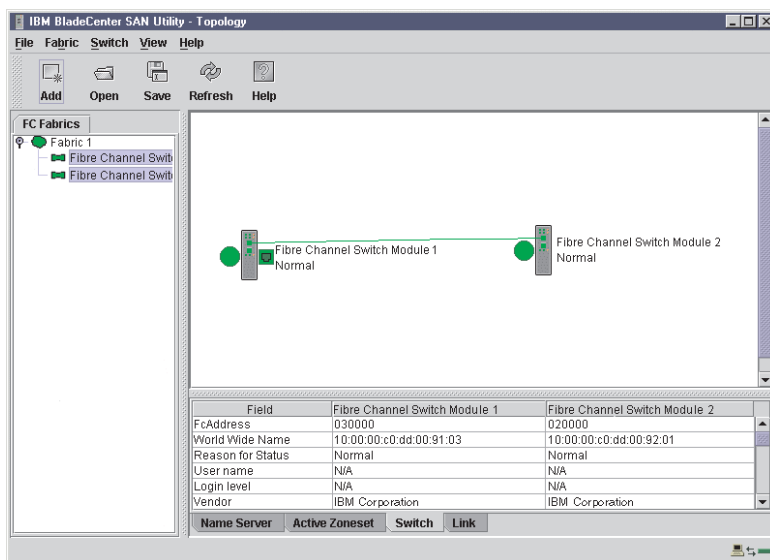 IBM BladeCenter SAN Utility - Topology
File Fabric Switch View Help
Add Open Save Refresh Help
FC Fabrics
Fabric 1
Fibre Channel Swit
Fibre Channel Swit
Fibre Channel Switch Module 1
Normal
Fibre Channel Switch Module 2
Normal
Field Fibre Channel Switch Module 1 Fibre Channel Switch Module 2
FcAddress 030000 020000
World Wide Name 10:00:00:c0:dd:00:91:03 10:00:00:c0:dd:00:92:01
Reason for Status Normal Normal
User name N/A N/A
Login level N/A N/A
Vendor IBM Corporation IBM Corporation
Name Server Active Zoneset Switch Link